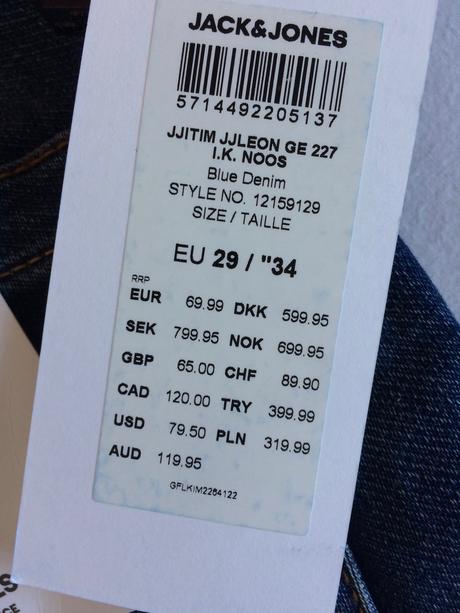 JACK&JONES
5714492205137
JJITIM JJLEON GE 227
I.K. NOOS
Blue Denim
STYLE NO. 12159129
SIZE / TAILLE
EU 29 / "34
RRP
EUR 69.99 DKK 599.95
SEK 799.95 NOK 699.95
GBP 65.00 CHF 89.90
CAD 120.00 TRY 399.99
USD 79.50 PLN 319.99
AUD 119.95
GFLKIM2264122